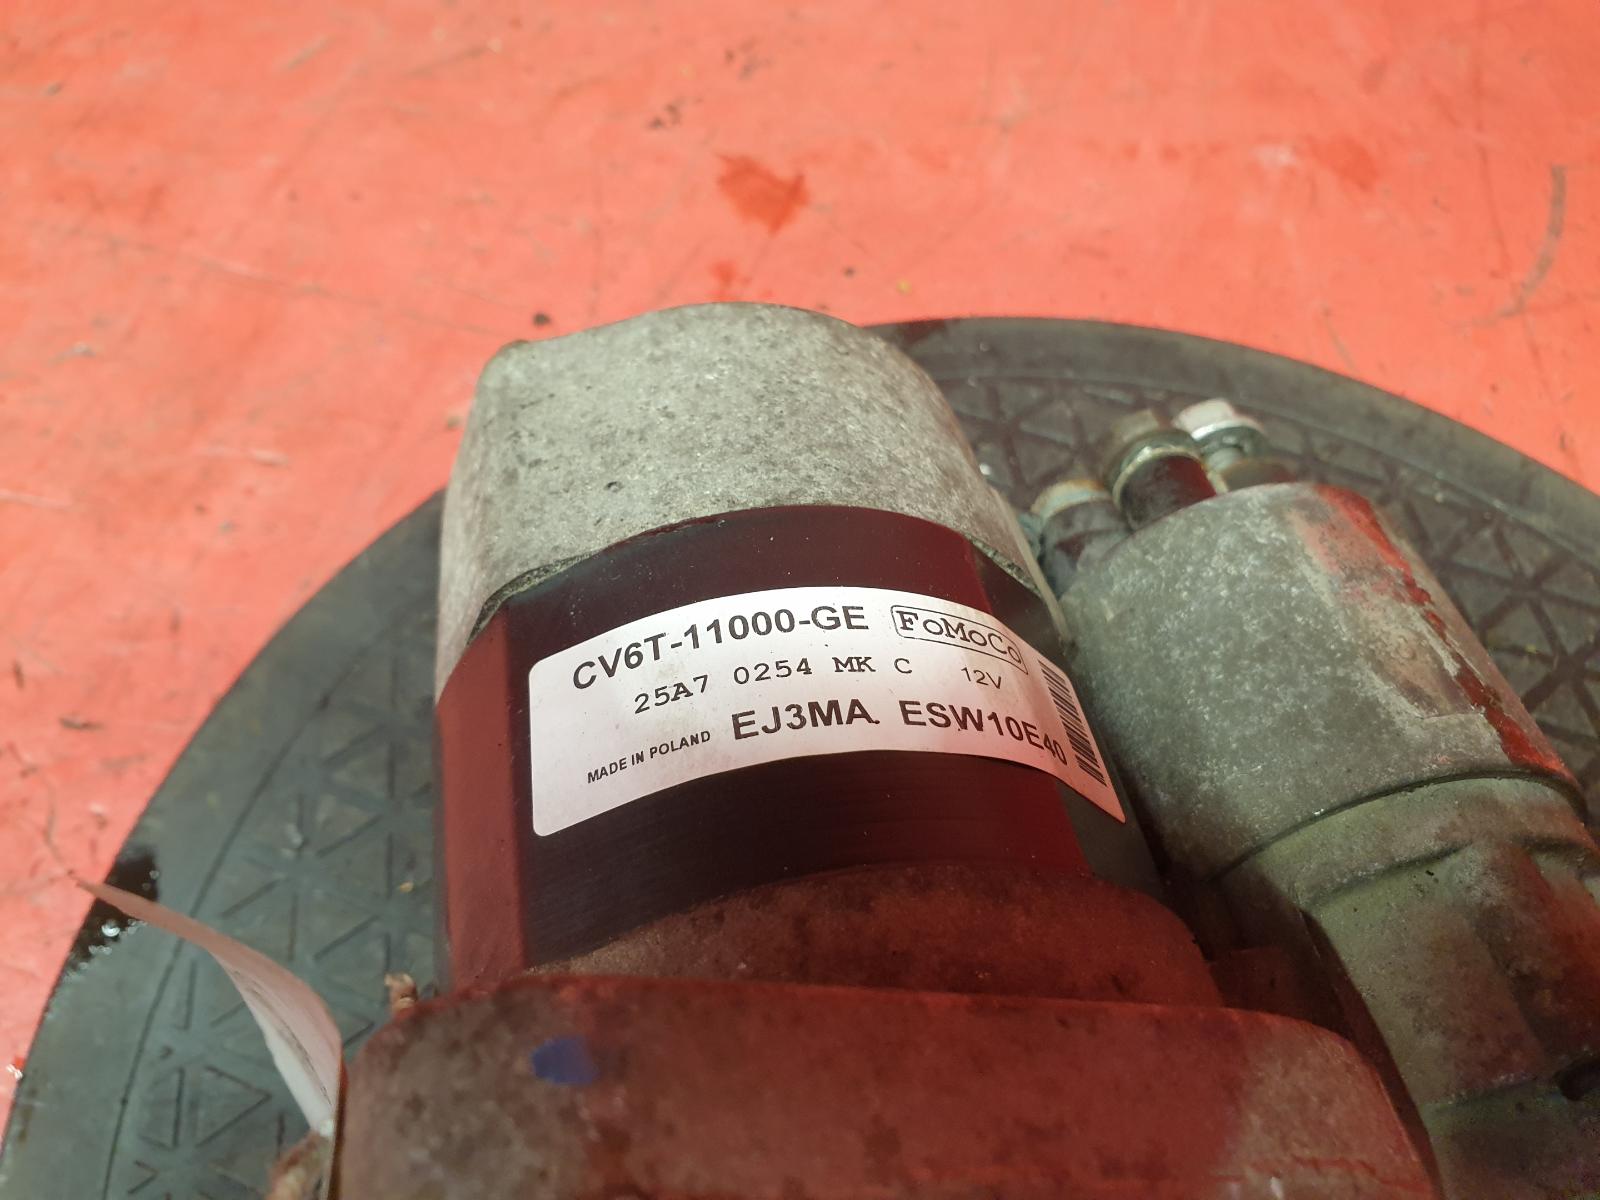 CV6T-11000-GE FoMoCo
25A7 0254 MK C 12V
MADE IN POLAND EJ3MA ESW10E40